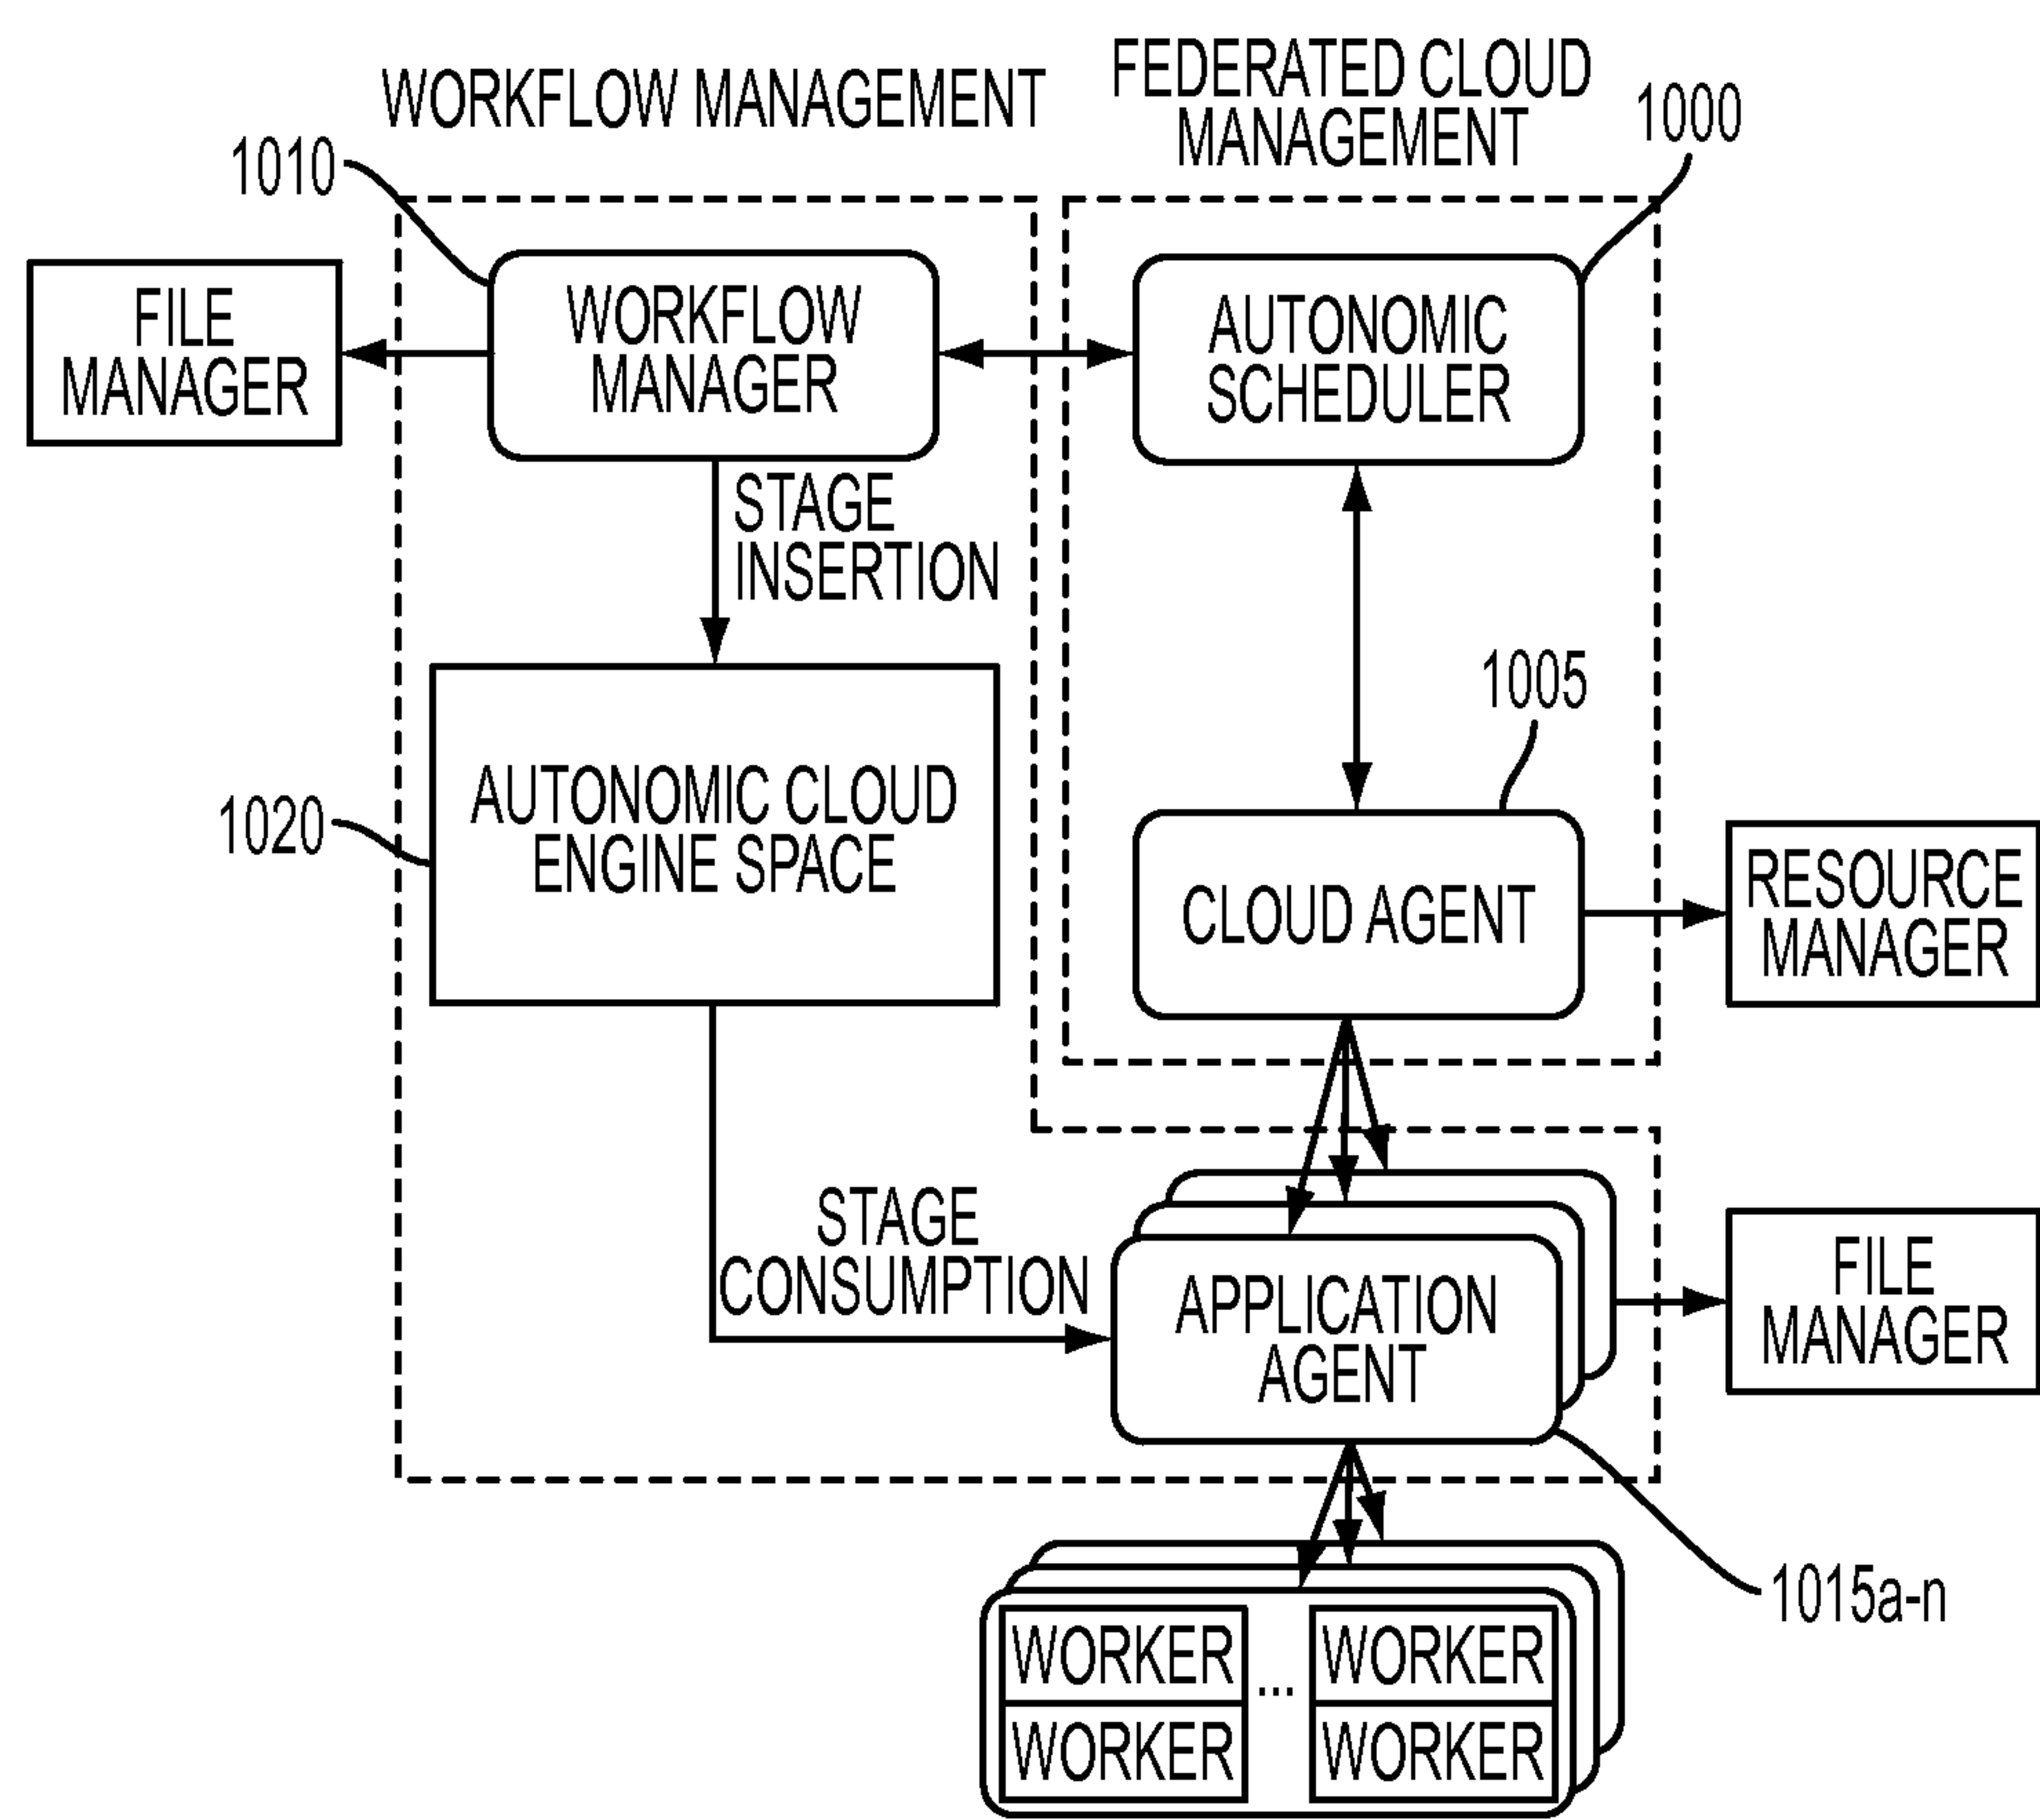 WORKFLOW MANAGEMENT
FEDERATED CLOUD
MANAGEMENT
1000
1010
FILE
MANAGER
WORKFLOW
MANAGER
AUTONOMIC
SCHEDULER
STAGE
INSERTION
1005
1020
AUTONOMIC CLOUD
ENGINE SPACE
CLOUD AGENT
RESOURCE
MANAGER
STAGE
CONSUMPTION
APPLICATION
AGENT
FILE
MANAGER
1015a-n
WORKER ... WORKER
WORKER WORKER